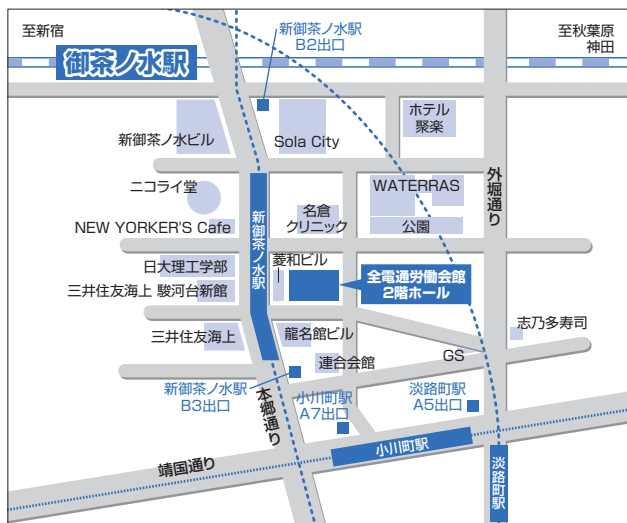 至新宿
御茶ノ水駅
新御茶ノ水駅
B2出口
至秋葉原
神田
新御茶ノ水ビル
Sola City
ホテル
聚楽
ニコライ堂
NEW YORKER'S Cafe
新御茶ノ水駅
名倉
クリニック
WATERRAS
公園
外堀通り
日大理工学部
三井住友海上 駿河台新館
菱和ビル
全電通労働会館
2階ホール
三井住友海上
龍名館ビル
連合会館
GS
志乃多寿司
新御茶ノ水駅
B3出口
本郷通り
小川町駅
A7出口
淡路町駅
A5出口
靖国通り
小川町駅
淡路町駅